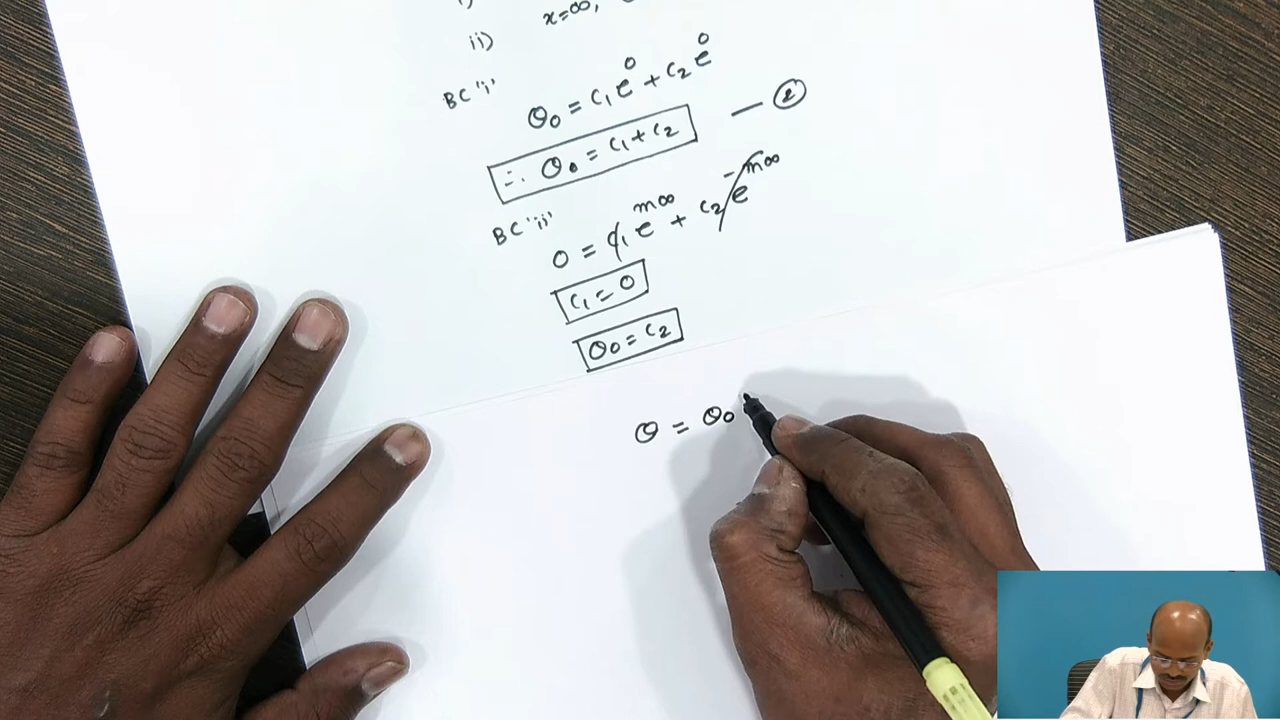 x=∞,
ii)
BC 'i'
θ₀ = C₁e⁰ + C₂e⁰
∴ θ₀ = C₁ + C₂ — ②
BC 'ii'
0 = C₁e^m∞ + C₂e^-m∞
C₁ = 0
θ₀ = C₂
θ = θ₀